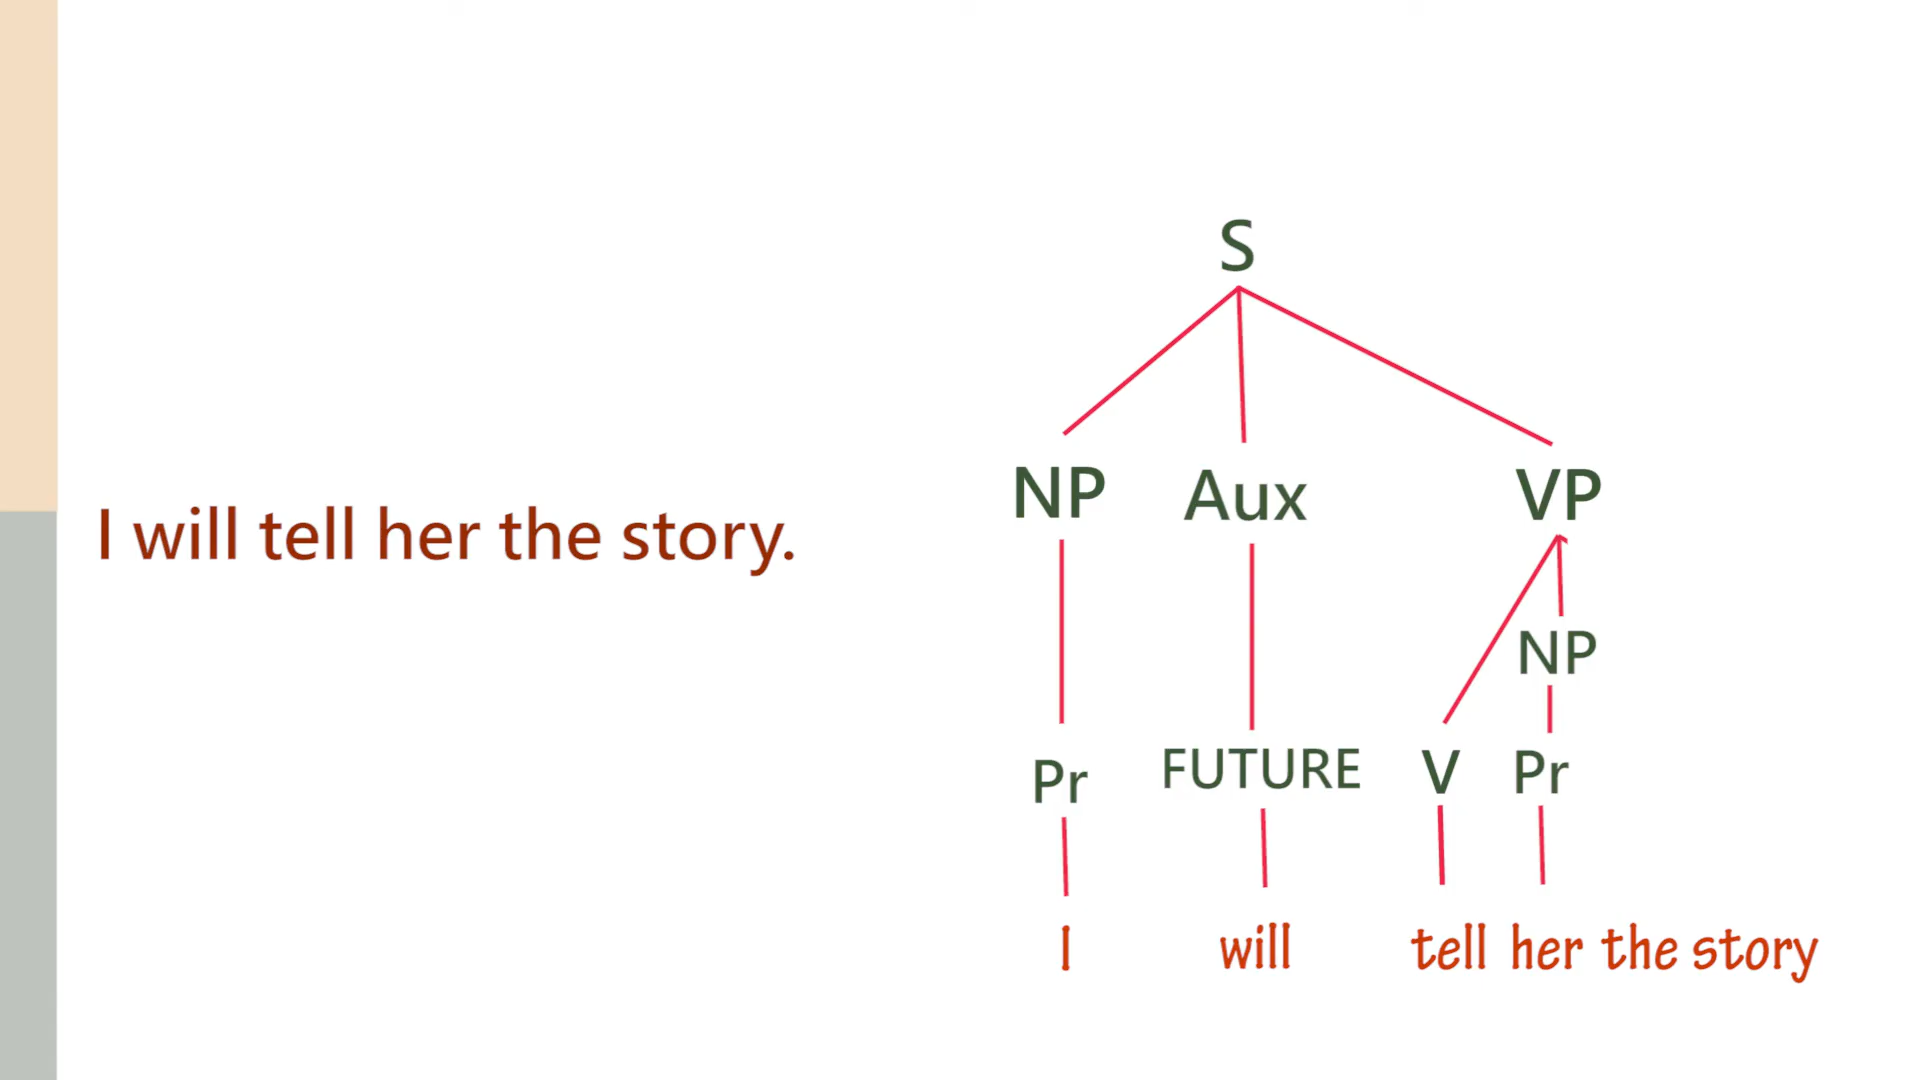 I will tell her the story.
S
NP Aux VP
NP
Pr FUTURE V Pr
I will tell her the story